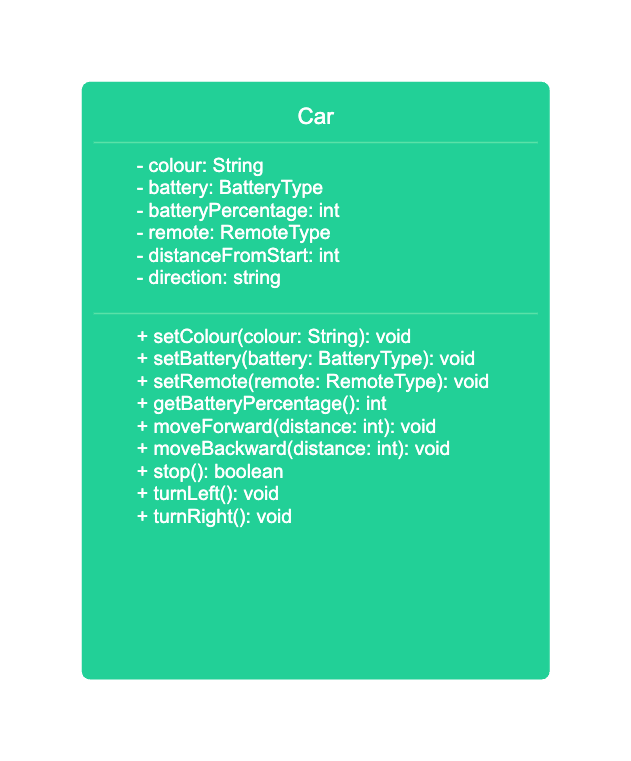 Car
- colour: String
- battery: BatteryType
- batteryPercentage: int
- remote: RemoteType
- distanceFromStart: int
- direction: string
+ setColour(colour: String): void
+ setBattery(battery: BatteryType): void
+ setRemote(remote: RemoteType): void
+ getBatteryPercentage(): int
+ moveForward(distance: int): void
+ moveBackward(distance: int): void
+ stop(): boolean
+ turnLeft(): void
+ turnRight(): void